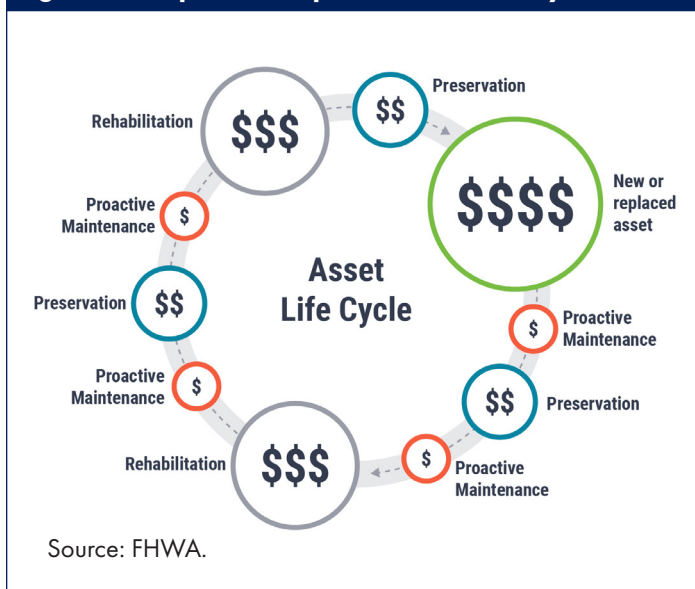 Preservation
$$
Rehabilitation
$$$
$$$$
New or
replaced
asset
Proactive
Maintenance
$
Asset
Life Cycle
Preservation
$$
$
Proactive
Maintenance
Proactive
Maintenance
$
$$
Preservation
Rehabilitation
$$$
$
Proactive
Maintenance
Source: FHWA.